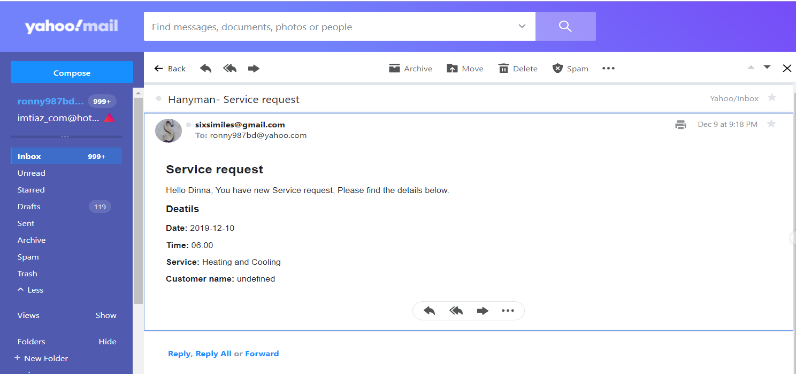 yahoo!mail
Find messages, documents, photos or people
Compose
Back
Archive
Move
Delete
Spam
ronny987bd... 999+
imtiaz_com@hot...
Hanyman- Service request
Yahoo/Inbox
sixsimiles@gmail.com
Dec 9 at 9:18 PM
To: ronny987bd@yahoo.com
Inbox 999+
Unread
Starred
Drafts 119
Sent
Archive
Spam
Trash
Less
Views Show
Folders Hide
+ New Folder
Service request
Hello Dinna, You have new Service request. Please find the details below.
Deatils
Date: 2019-12-10
Time: 06:00
Service: Heating and Cooling
Customer name: undefined
Reply, Reply All or Forward